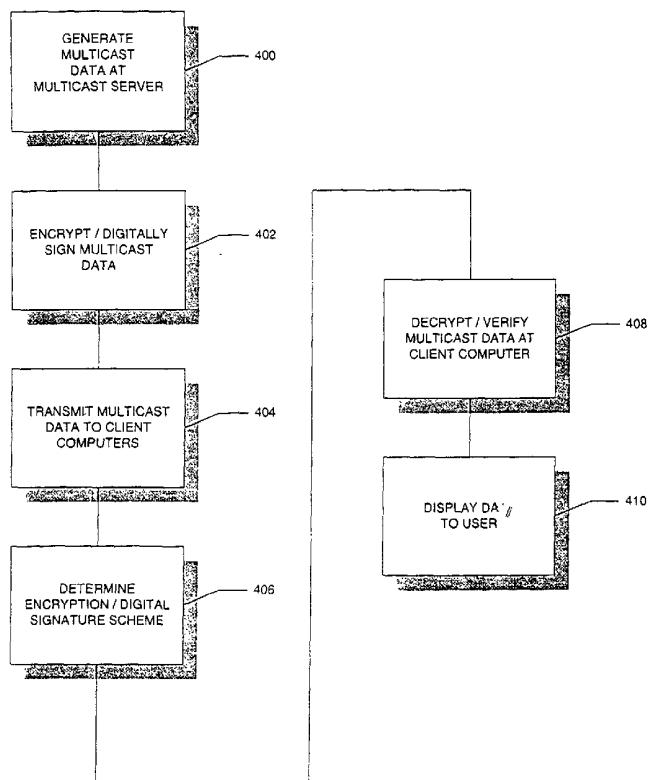 GENERATE
MULTICAST
DATA AT
MULTICAST SERVER
400
ENCRYPT / DIGITALLY
SIGN MULTICAST
DATA
402
TRANSMIT MULTICAST
DATA TO CLIENT
COMPUTERS
404
DETERMINE
ENCRYPTION / DIGITAL
SIGNATURE SCHEME
406
DECRYPT / VERIFY
MULTICAST DATA AT
CLIENT COMPUTER
408
DISPLAY
TO USER
410